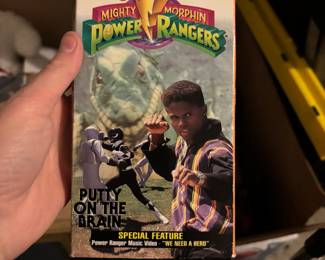 MIGHTY MORPHIN
POWER RANGERS
PUTTY
ON THE
BRAIN
SPECIAL FEATURE
Power Ranger Music Video - "WE NEED A HERO"